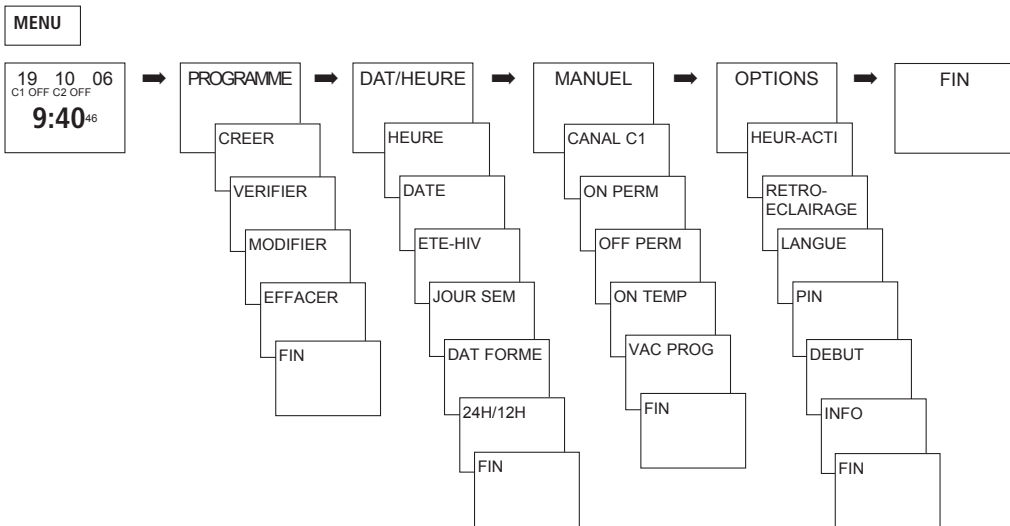 MENU
19 10 06
C1 OFF C2 OFF
9:40 46
PROGRAMME
CREER
VERIFIER
MODIFIER
EFFACER
FIN
DAT/HEURE
HEURE
DATE
ETE-HIV
JOUR SEM
DAT FORME
24H/12H
FIN
MANUEL
CANAL C1
ON PERM
OFF PERM
ON TEMP
VAC PROG
FIN
OPTIONS
HEUR-ACTI
RETRO-
ECLAIRAGE
LANGUE
PIN
DEBUT
INFO
FIN
FIN